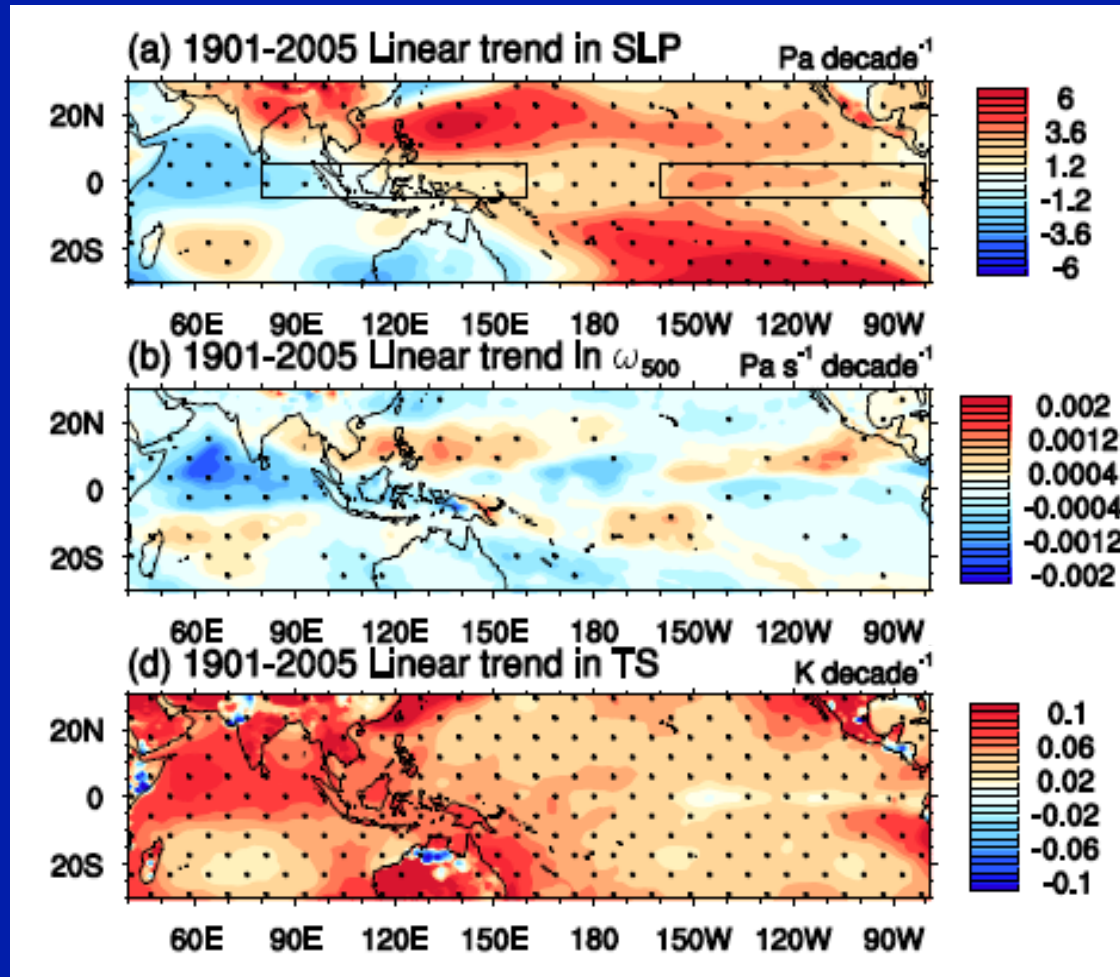 (a) 1901-2005 Linear trend in SLP Pa decade⁻¹
20N
0
20S
60E 90E 120E 150E 180 150W 120W 90W
6
3.6
1.2
-1.2
-3.6
-6
(b) 1901-2005 Linear trend in ω₅₀₀ Pa s⁻¹ decade⁻¹
20N
0
20S
60E 90E 120E 150E 180 150W 120W 90W
0.002
0.0012
0.0004
-0.0004
-0.0012
-0.002
(d) 1901-2005 Linear trend in TS K decade⁻¹
20N
0
20S
60E 90E 120E 150E 180 150W 120W 90W
0.1
0.06
0.02
-0.02
-0.06
-0.1